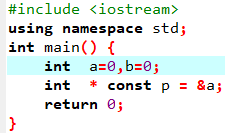 #include <iostream>
using namespace std;
int main() {
    int  a=0,b=0;
    int  * const p = &a;
    return 0;
}